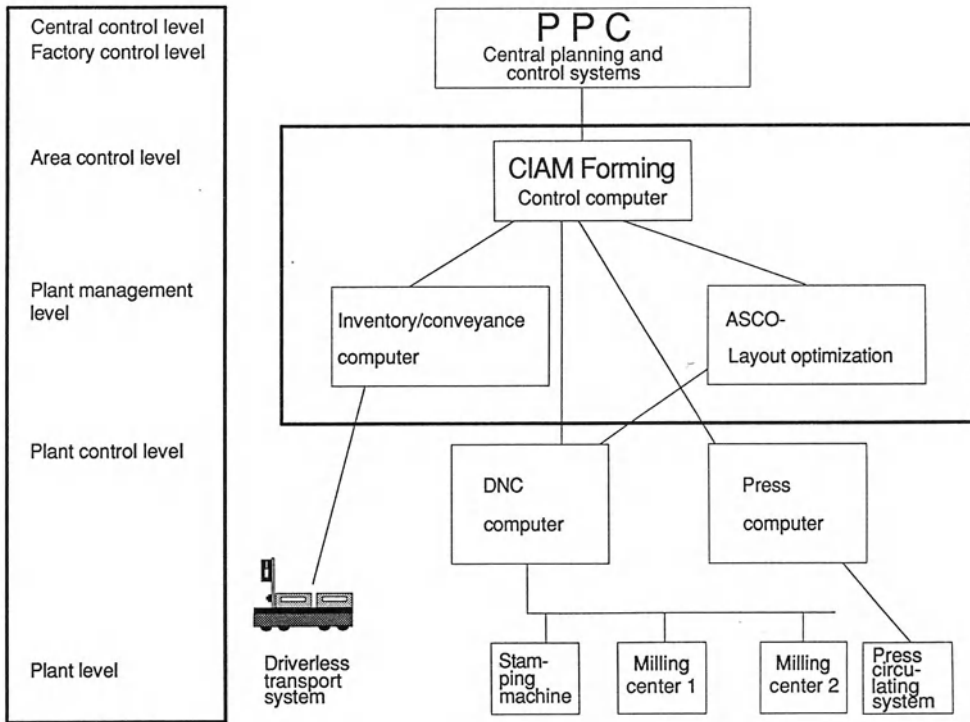 Central control level
Factory control level
Area control level
Plant management
level
Plant control level
Plant level
P P C
Central planning and
control systems
CIAM Forming
Control computer
Inventory/conveyance
computer
ASCO-
Layout optimization
DNC
computer
Press
computer
Driverless
transport
system
Stam-
ping
machine
Milling
center 1
Milling
center 2
Press
circu-
lating
system